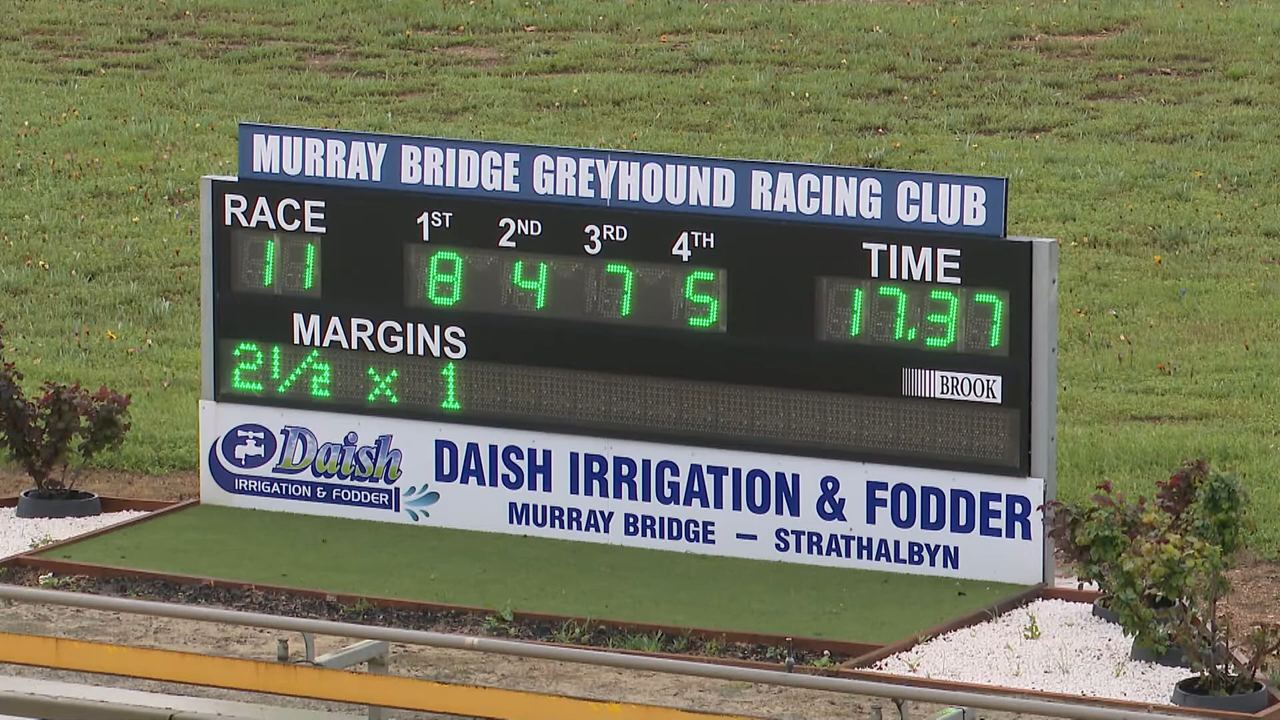 MURRAY BRIDGE GREYHOUND RACING CLUB
RACE 1ST 2ND 3RD 4TH TIME
11 8 4 7 5 17.37
MARGINS
2½ x 1
BROOK
Daish
IRRIGATION & FODDER
DAISH IRRIGATION & FODDER
MURRAY BRIDGE — STRATHALBYN